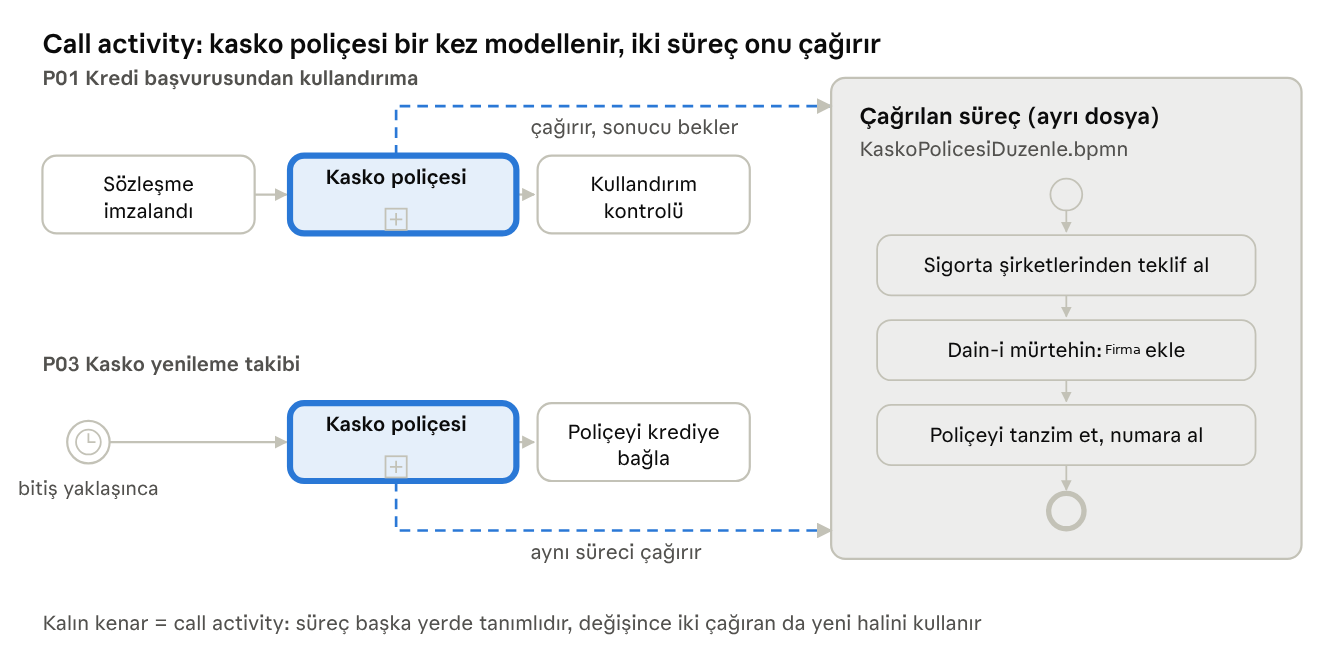 Call activity: kasko poliçesi bir kez modellenir, iki süreç onu çağırır
P01 Kredi başvurusundan kullandırıma
çağırır, sonucu bekler
Sözleşme
imzalandı
Kasko poliçesi
Kullandırım
kontrolü
P03 Kasko yenileme takibi
bitiş yaklaşınca
Kasko poliçesi
Poliçeyi krediye
bağla
aynı süreci çağırır
Çağrılan süreç (ayrı dosya)
KaskoPolicesiDuzenle.bpmn
Sigorta şirketlerinden teklif al
Dain-i mürtehin: Firma ekle
Poliçeyi tanzim et, numara al
Kalın kenar = call activity: süreç başka yerde tanımlıdır, değişince iki çağıran da yeni halini kullanır